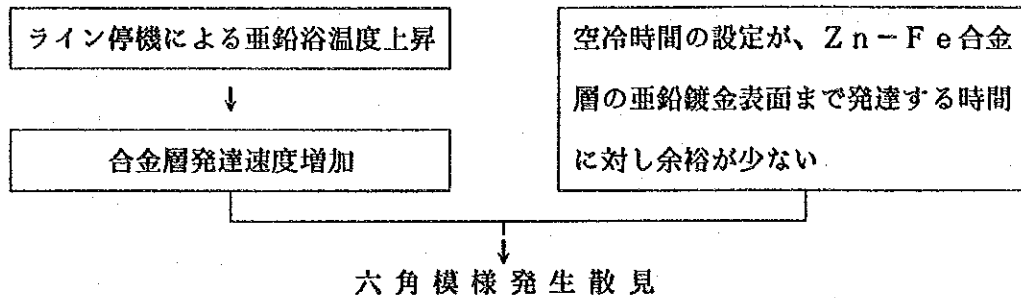 ライン停機による亜鉛浴温度上昇
↓
合金層発達速度増加
空冷時間の設定が、Ｚｎ－Ｆｅ合金
層の亜鉛鍍金表面まで発達する時間
に対し余裕が少ない
↓
六角模様発生散見